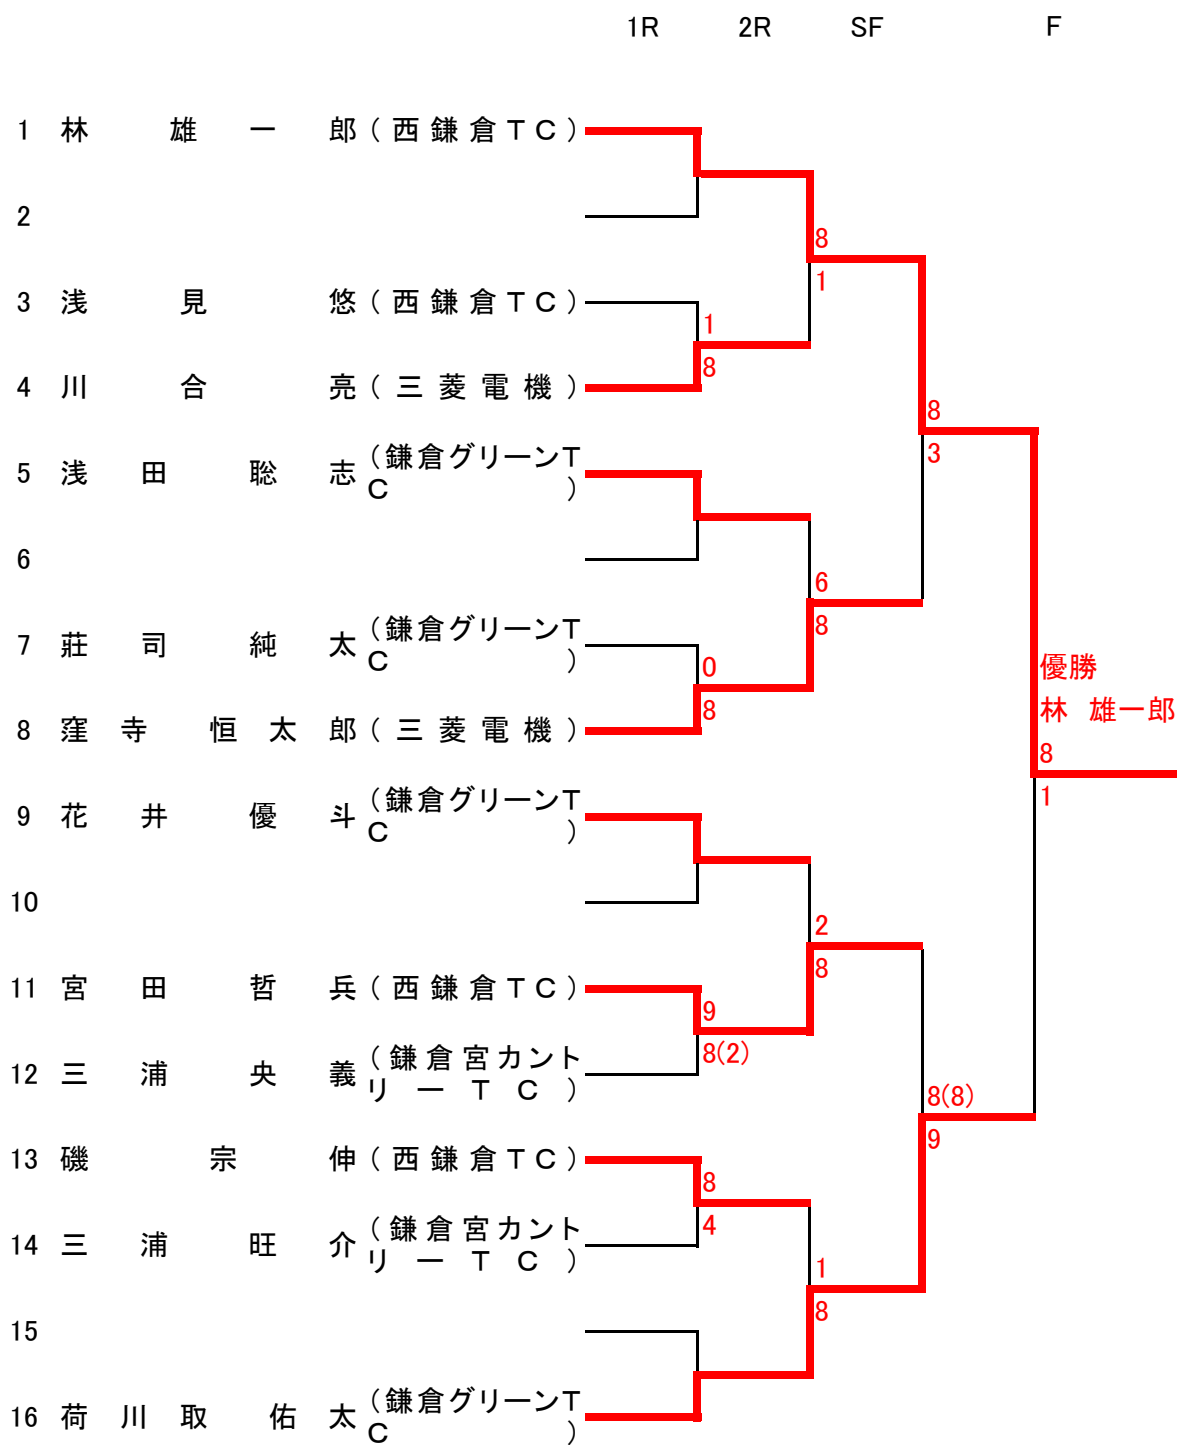 1R 2R SF F
1 林 雄 一 郎 (西鎌倉TC)
2
8
1
3 浅 見 悠 (西鎌倉TC)
1
8
4 川 合 亮 (三菱電機)
8
3
5 浅 田 聡 志 (鎌倉グリーンT
C)
6
6
8
7 莊 司 純 太 (鎌倉グリーンT
C)
0
8
優勝
林 雄一郎
8 窪 寺 恒 太 郎 (三菱電機)
8
1
9 花 井 優 斗 (鎌倉グリーンT
C)
10
2
8
11 宮 田 哲 兵 (西鎌倉TC)
9
8(2)
12 三 浦 央 義 (鎌倉宮カント
リーTC)
8(8)
9
13 磯 宗 伸 (西鎌倉TC)
8
4
14 三 浦 旺 介 (鎌倉宮カント
リーTC)
1
8
15
16 荷 川 取 佑 太 (鎌倉グリーンT
C)